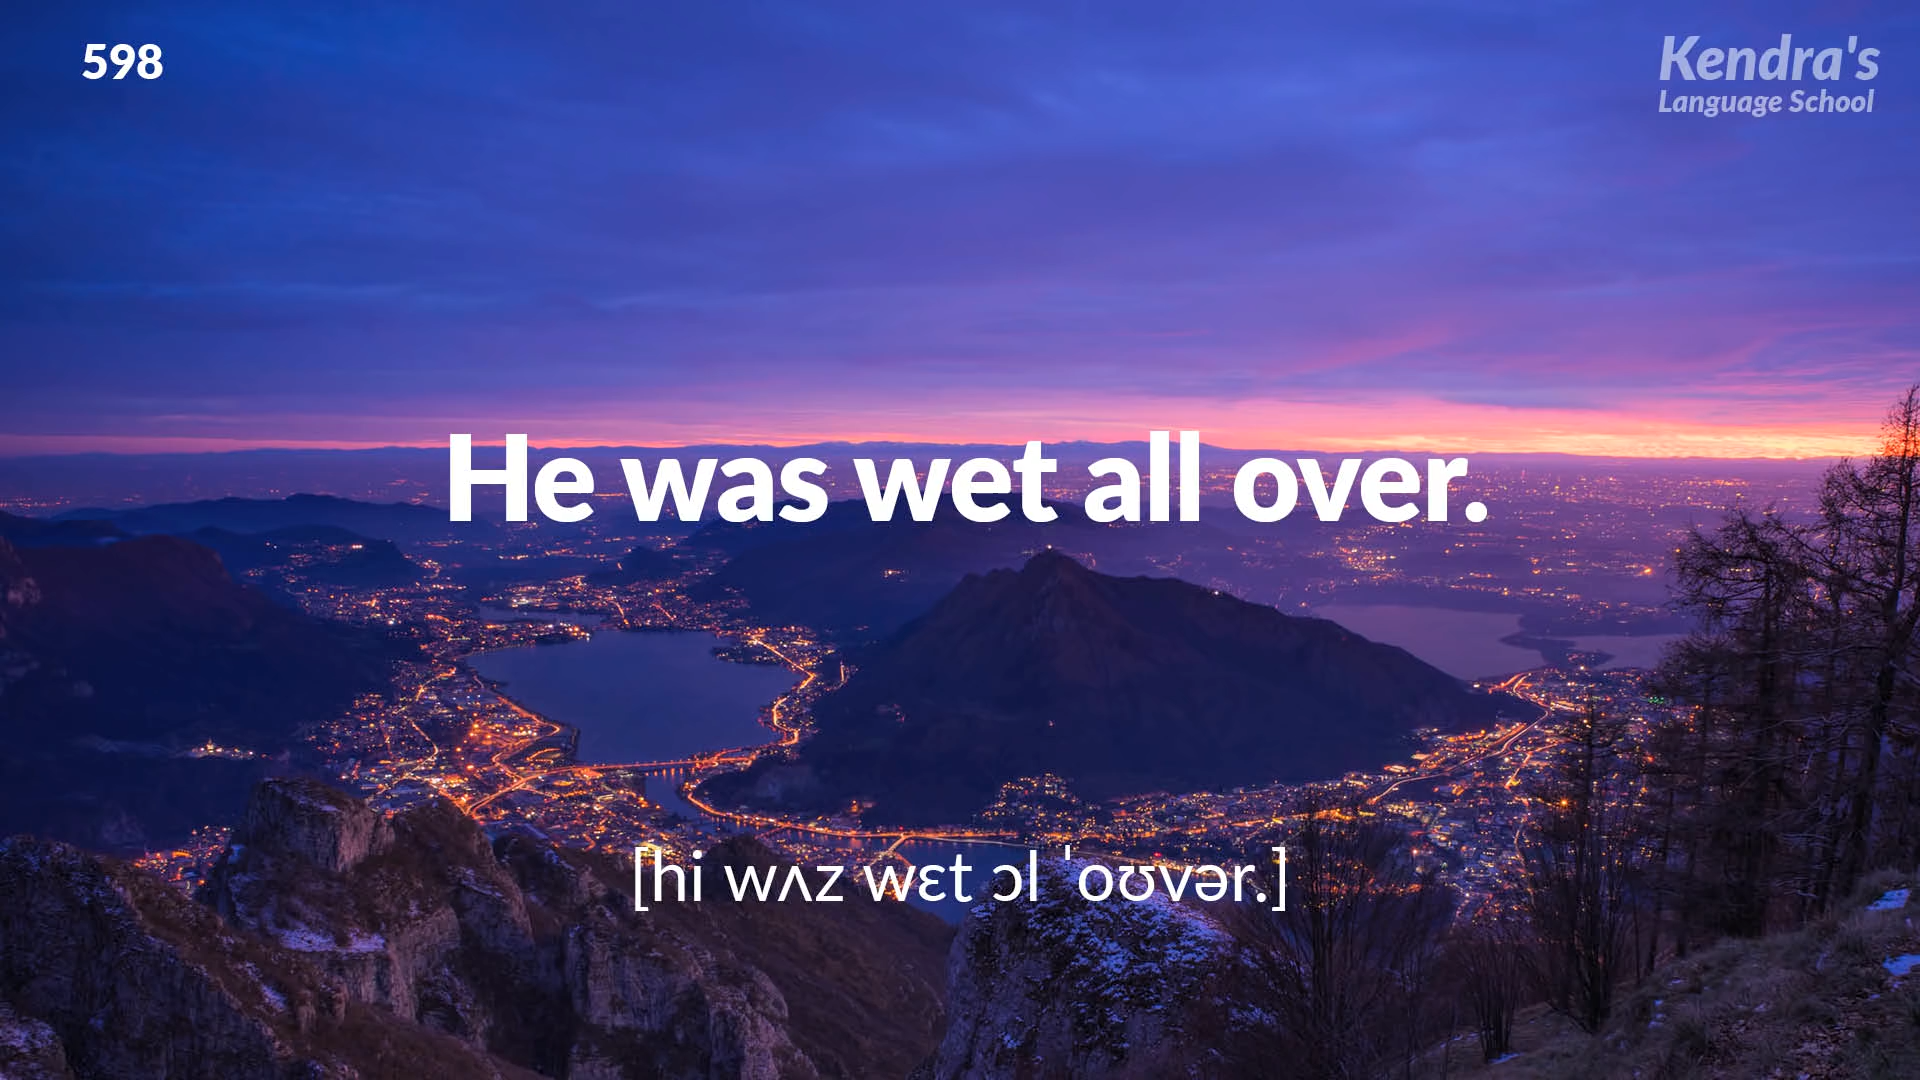 598
Kendra's
Language School
He was wet all over.
[hi wʌz wɛt ɔl ˈoʊvər.]